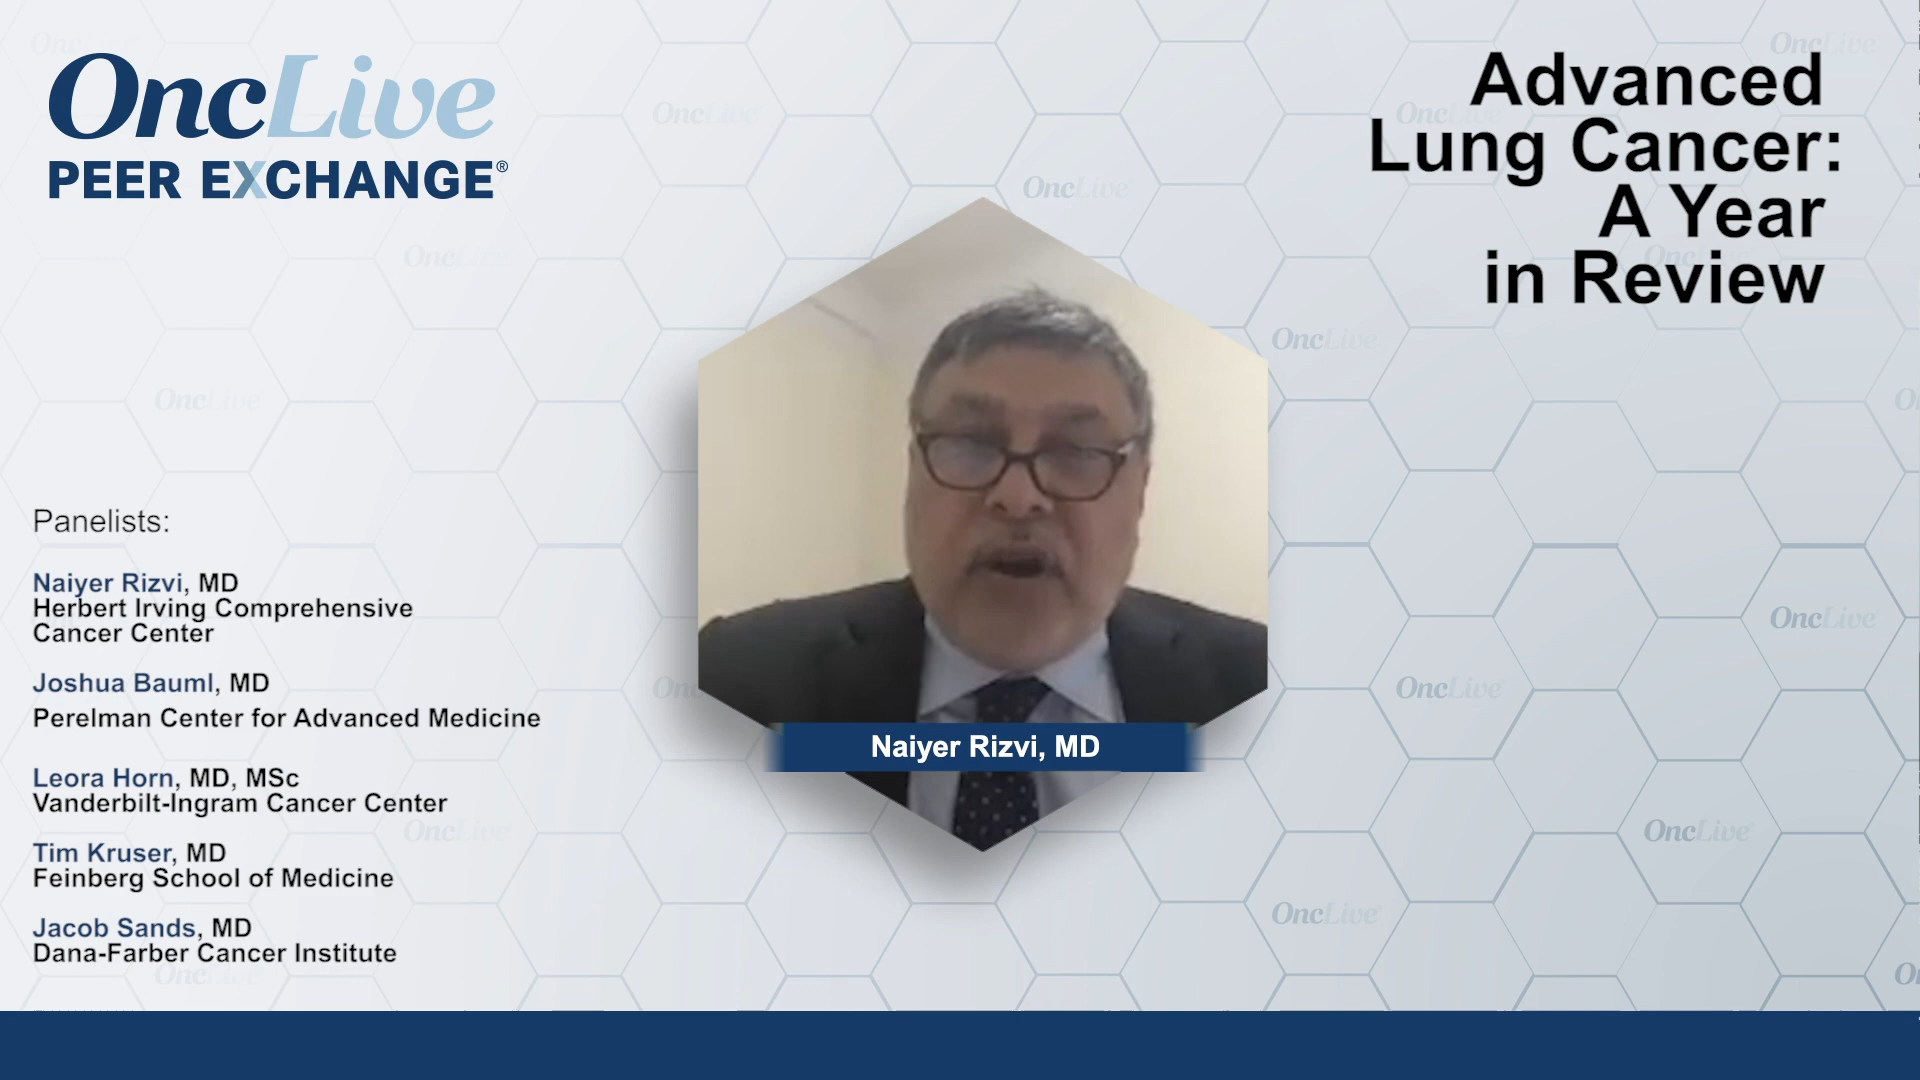 OncLive
PEER EXCHANGE®
Advanced
Lung Cancer:
A Year
in Review
Panelists:
Naiyer Rizvi, MD
Herbert Irving Comprehensive
Cancer Center
Joshua Bauml, MD
Perelman Center for Advanced Medicine
Leora Horn, MD, MSc
Vanderbilt-Ingram Cancer Center
Tim Kruser, MD
Feinberg School of Medicine
Jacob Sands, MD
Dana-Farber Cancer Institute
Naiyer Rizvi, MD